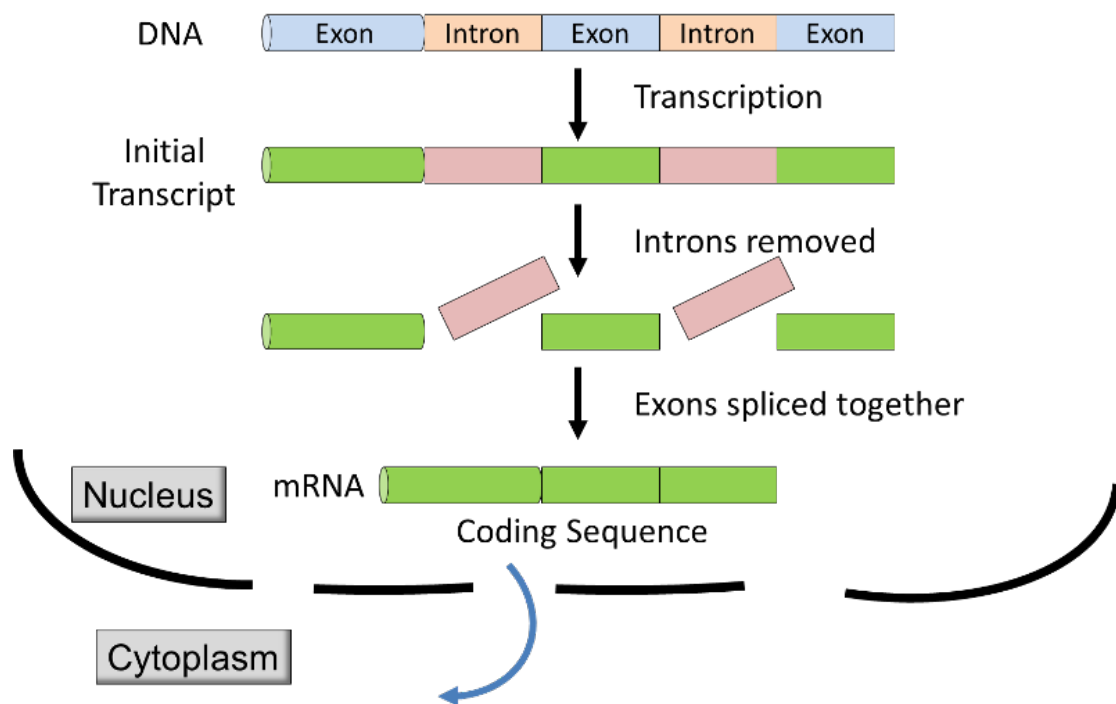 DNA
Exon Intron Exon Intron Exon
Transcription
Initial
Transcript
Introns removed
Exons spliced together
Nucleus
mRNA
Coding Sequence
Cytoplasm